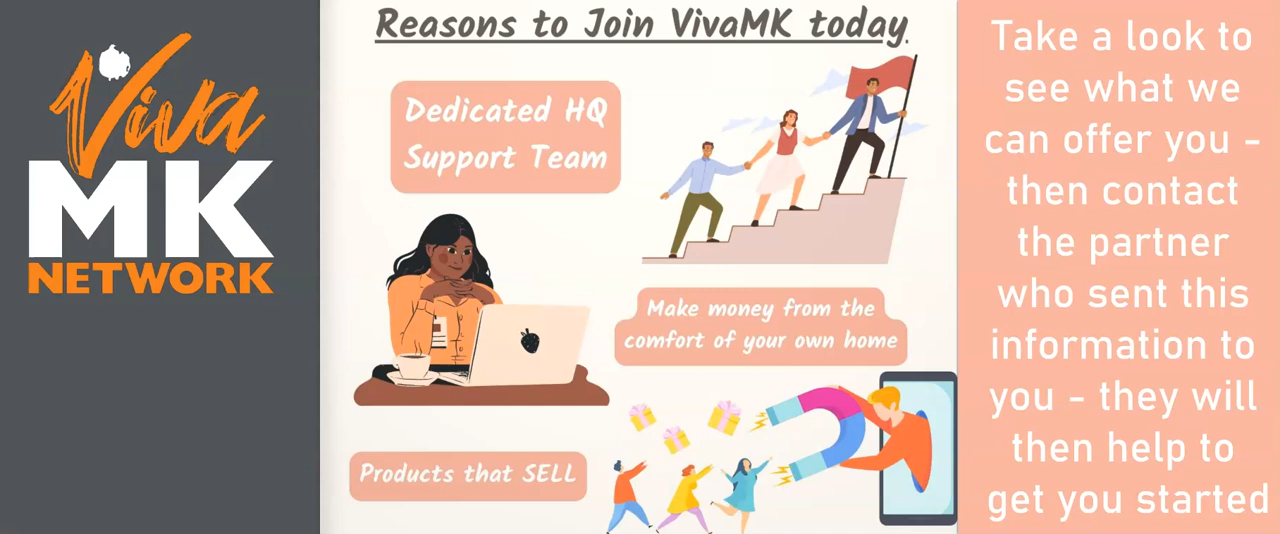 Viva
MK
NETWORK
Reasons to Join VivaMK today.
Dedicated HQ
Support Team
Make money from the
comfort of your own home
Products that SELL
Take a look to
see what we
can offer you -
then contact
the partner
who sent this
information to
you - they will
then help to
get you started